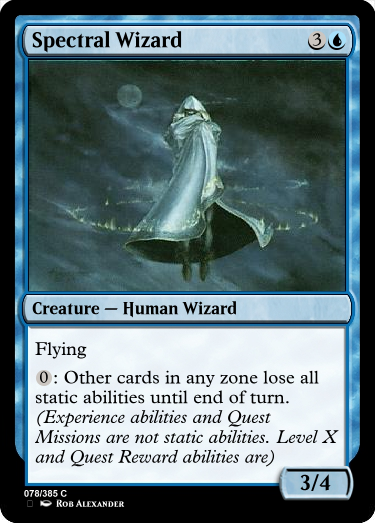 Spectral Wizard 3
Creature — Human Wizard
Flying
0: Other cards in any zone lose all
static abilities until end of turn.
(Experience abilities and Quest
Missions are not static abilities. Level X
and Quest Reward abilities are)
3/4
078/385 C
Rob Alexander